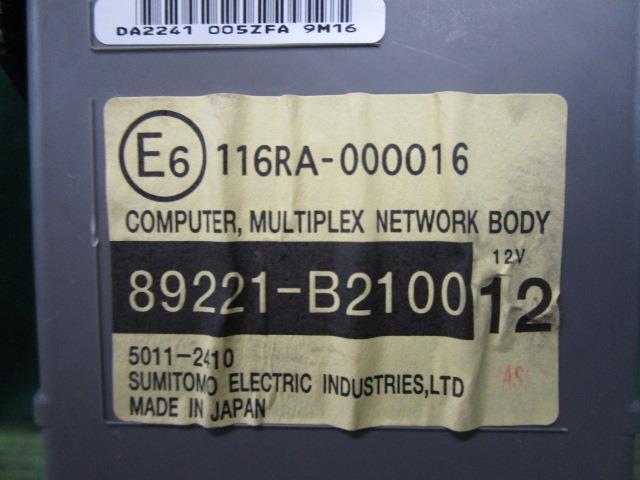 DA2241 005ZFA 9M16
E6 116RA-000016
COMPUTER, MULTIPLEX NETWORK BODY
12V
89221-B2100 12
5011-2410
SUMITOMO ELECTRIC INDUSTRIES,LTD
AS
MADE IN JAPAN